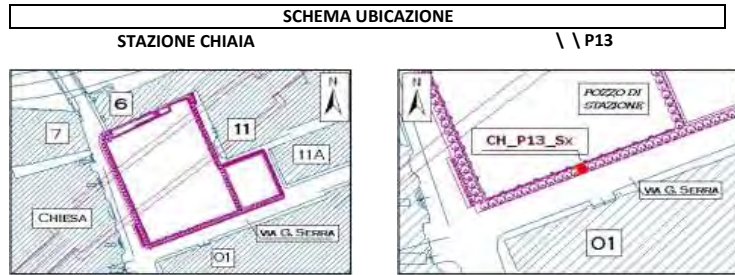 SCHEMA UBICAZIONE
STAZIONE CHIAIA
\ \ P13
N
6
7
11
11A
CHIESA
VIA G. SERRA
O1
N
POZZO DI
STAZIONE
CH_P13_Sx
VIA G. SERRA
O1